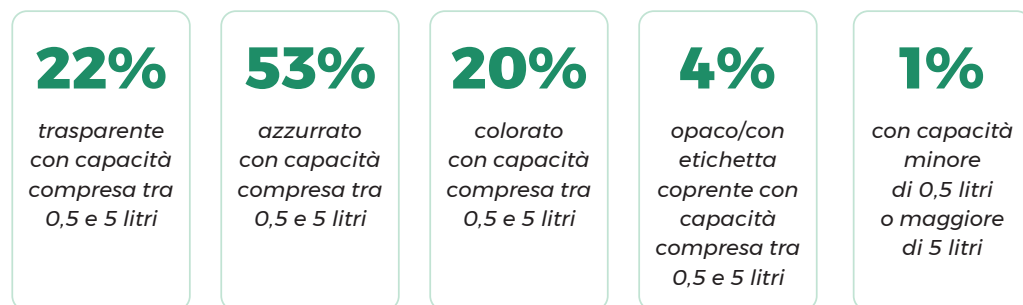 22%
trasparente
con capacità
compresa tra
0,5 e 5 litri
53%
azzurrato
con capacità
compresa tra
0,5 e 5 litri
20%
colorato
con capacità
compresa tra
0,5 e 5 litri
4%
opaco/con
etichetta
coprente con
capacità
compresa tra
0,5 e 5 litri
1%
con capacità
minore
di 0,5 litri
o maggiore
di 5 litri